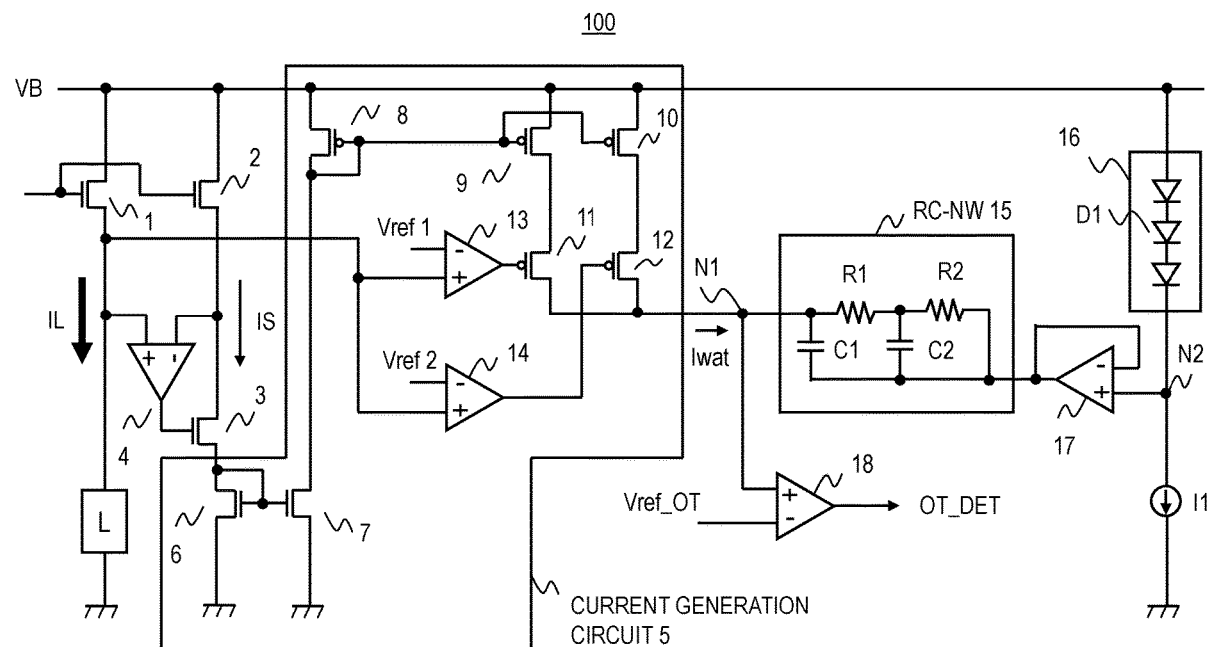 100
VB
8
10
2
9
16
1
RC-NW 15
D1
Vref 1
13
11
12
N1
R1
R2
IL
IS
Iwat
C1
C2
N2
Vref 2
14
3
4
17
18
L
Vref_OT
OT_DET
I1
6
7
CURRENT GENERATION
CIRCUIT 5